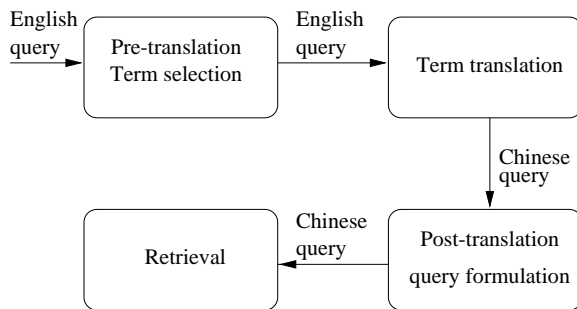 English
query
Pre-translation
Term selection
English
query
Term translation
Chinese
query
Post-translation
query formulation
Chinese
query
Retrieval